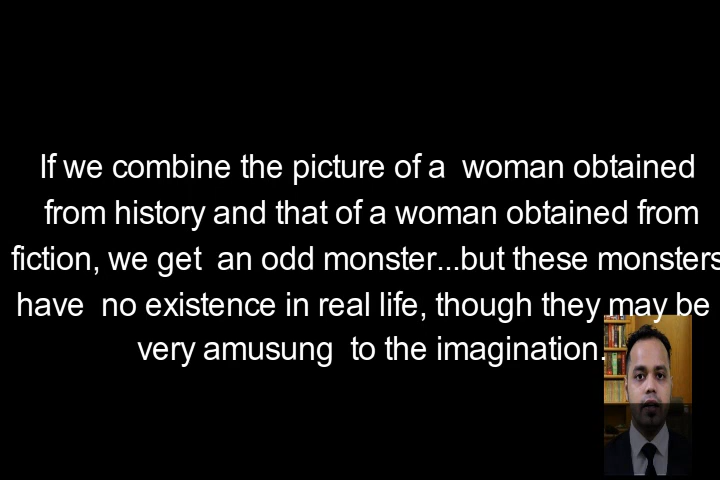 If we combine the picture of a  woman obtained
from history and that of a woman obtained from
fiction, we get  an odd monster...but these monsters
have  no existence in real life, though they may be
very amusung  to the imagination.